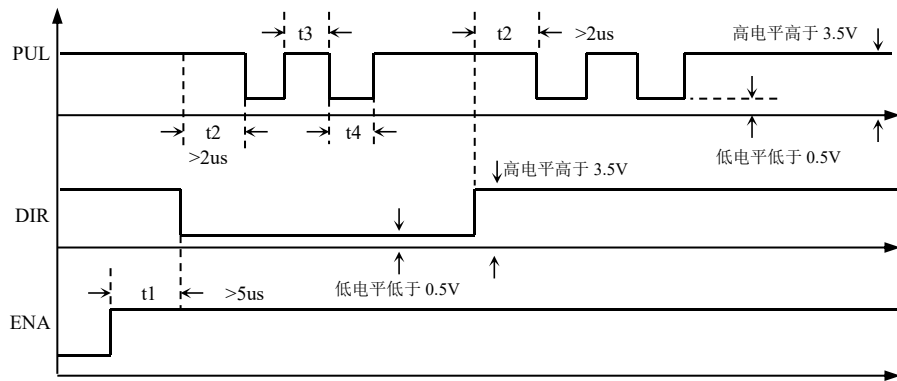 t3
t2
>2us
高电平高于 3.5V
PUL
t2
t4
>2us
低电平低于 0.5V
高电平高于 3.5V
DIR
t1
>5us
低电平低于 0.5V
ENA